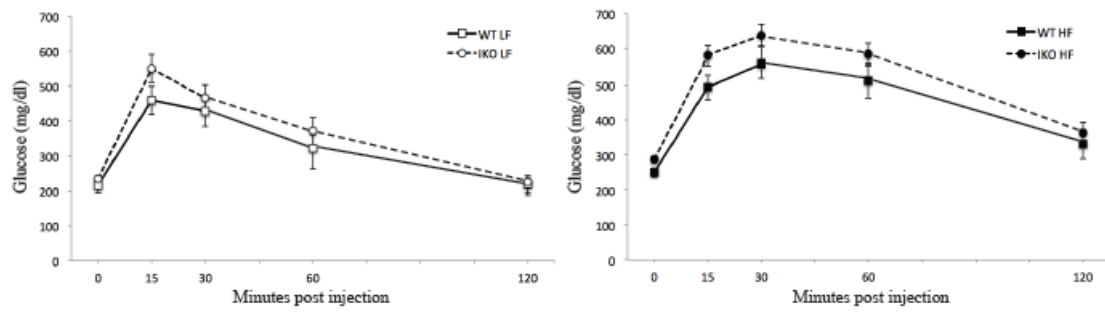 700
600
500
400
300
200
100
0
Glucose (mg/dl)
WT LF
IKO LF
0 15 30 60 120
Minutes post injection
700
600
500
400
300
200
100
0
Glucose (mg/dl)
WT HF
IKO HF
0 15 30 60 120
Minutes post injection